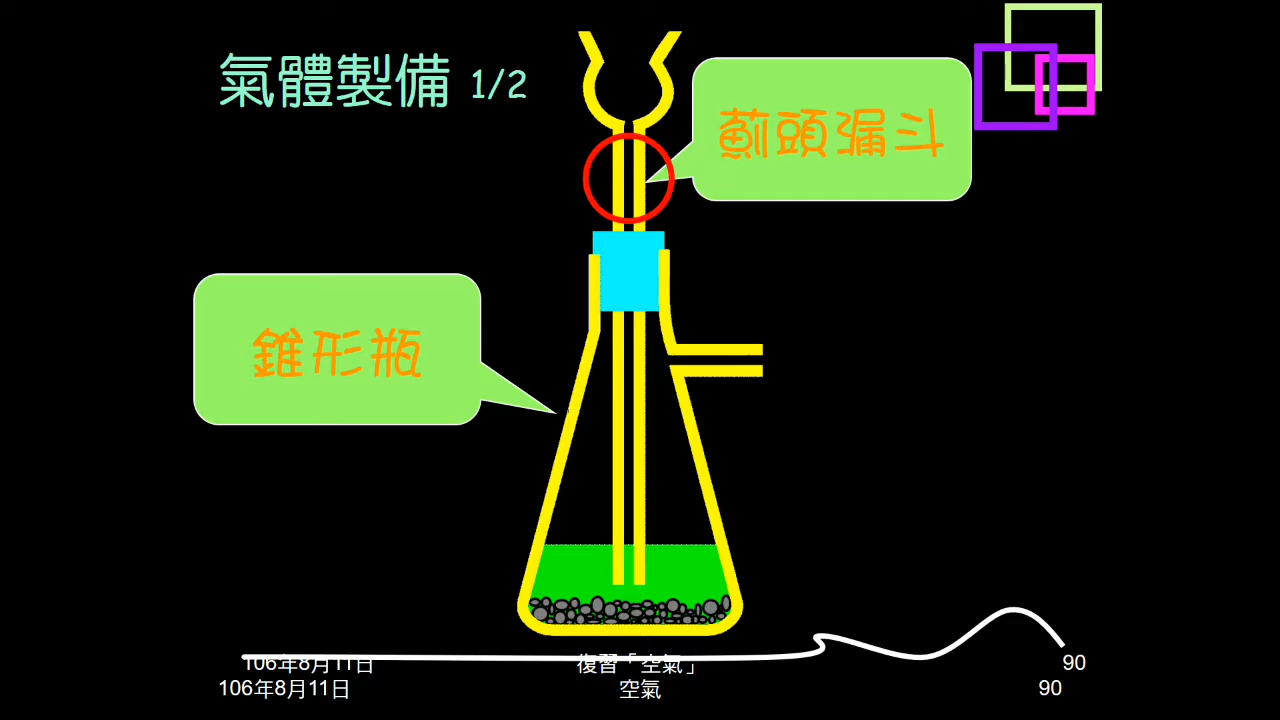 氣體製備 1/2
薊頭漏斗
錐形瓶
106年8月11日
復習「空氣」
90
106年8月11日
空氣
90